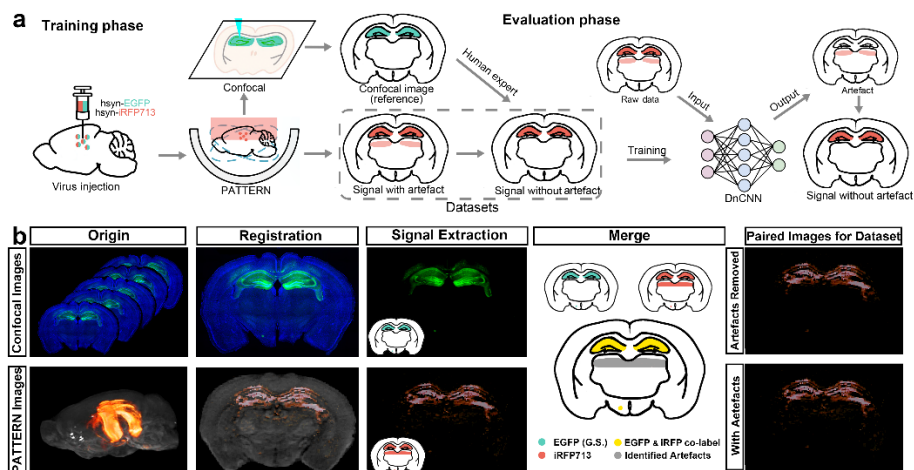 a
Training phase
Evaluation phase
hsyn-EGFP
hsyn-iRFP713
Virus injection
Confocal
PATTERN
Confocal image
(reference)
Human expert
Signal with artefact
Signal without artefact
Datasets
Training
Raw data
Input
DnCNN
Output
Artefact
Signal without artefact
b
Origin
Registration
Signal Extraction
Merge
Paired Images for Dataset
Confocal Images
Artefacts Removed
PATTERN Images
With Aetefacts
EGFP (G.S.)
EGFP & IRFP co-label
iRFP713
Identified Artefacts